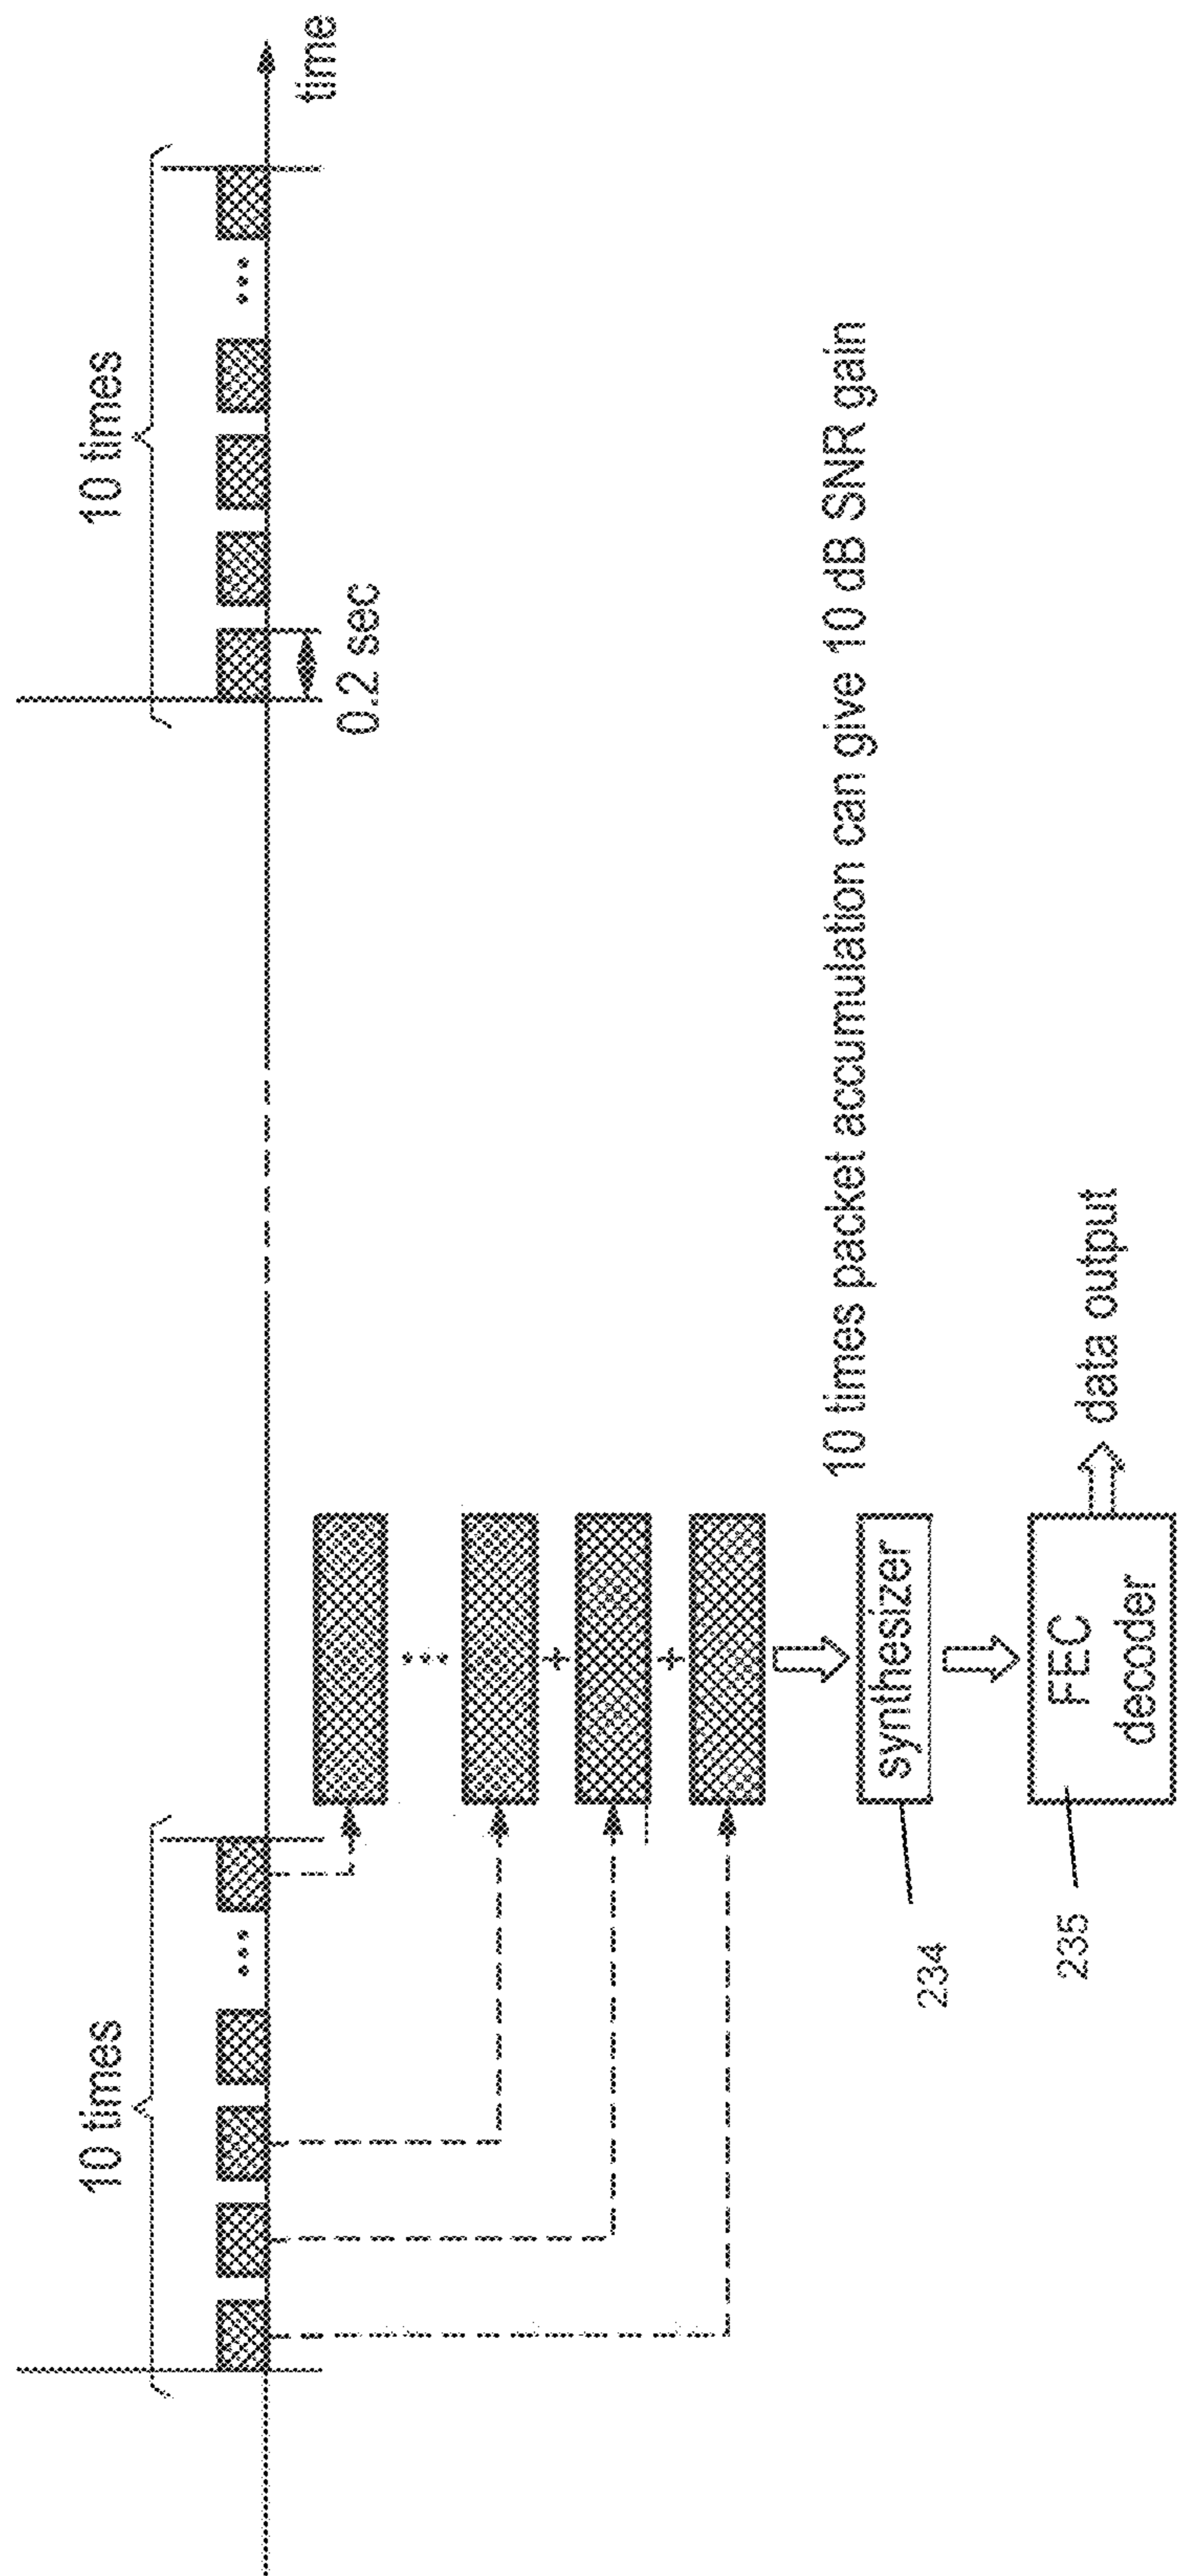 10 times
10 times
time
0.2 sec
10 times packet accumulation can give 10 dB SNR gain
synthesizer
234
FEC
decoder
data output
235